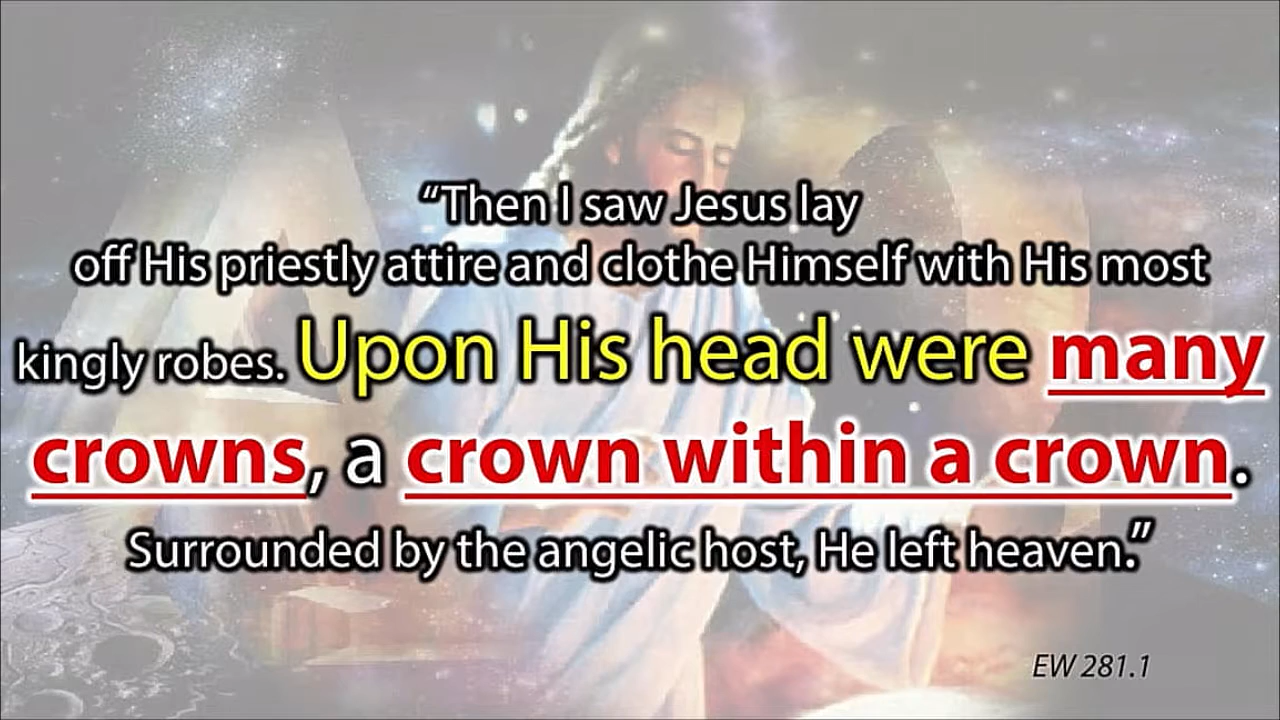 “Then I saw Jesus lay
off His priestly attire and clothe Himself with His most
kingly robes. Upon His head were many
crowns, a crown within a crown.
Surrounded by the angelic host, He left heaven.”
EW 281.1